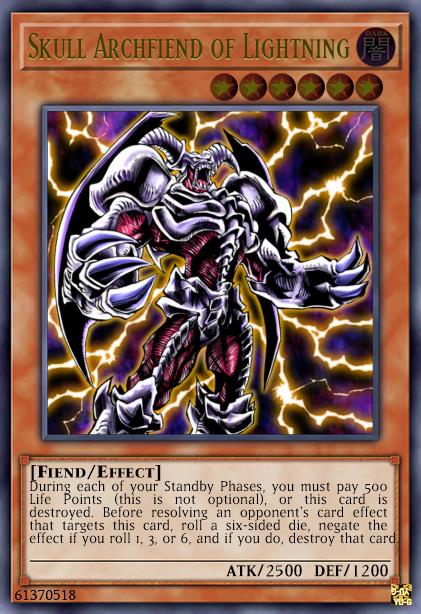 Skull Archfiend of Lightning
DARK
闇
[Fiend/Effect]
During each of your Standby Phases, you must pay 500
Life Points (this is not optional), or this card is
destroyed. Before resolving an opponent's card effect
that targets this card, roll a six-sided die, negate the
effect if you roll 1, 3, or 6, and if you do, destroy that card.
ATK/2500 DEF/1200
61370518